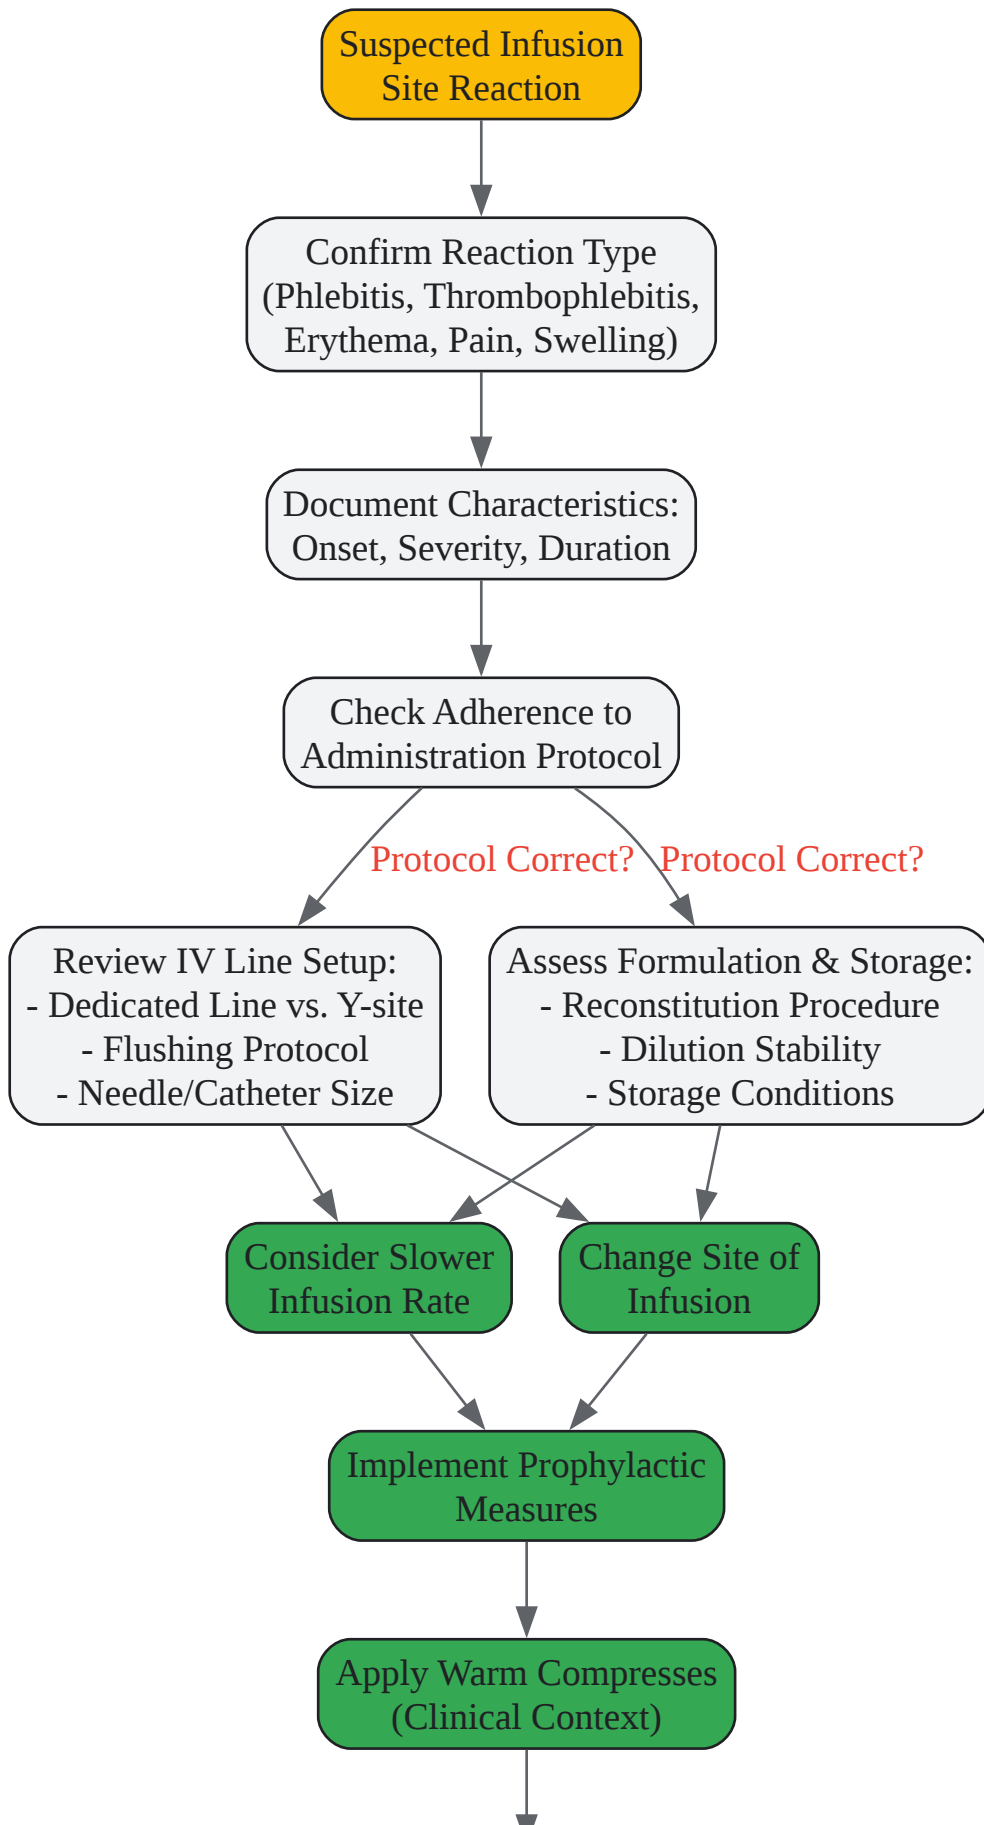 Suspected Infusion
Site Reaction
Confirm Reaction Type
(Phlebitis, Thrombophlebitis,
Erythema, Pain, Swelling)
Document Characteristics:
Onset, Severity, Duration
Check Adherence to
Administration Protocol
Protocol Correct?
Protocol Correct?
Review IV Line Setup:
- Dedicated Line vs. Y-site
- Flushing Protocol
- Needle/Catheter Size
Assess Formulation & Storage:
- Reconstitution Procedure
- Dilution Stability
- Storage Conditions
Consider Slower
Infusion Rate
Change Site of
Infusion
Implement Prophylactic
Measures
Apply Warm Compresses
(Clinical Context)